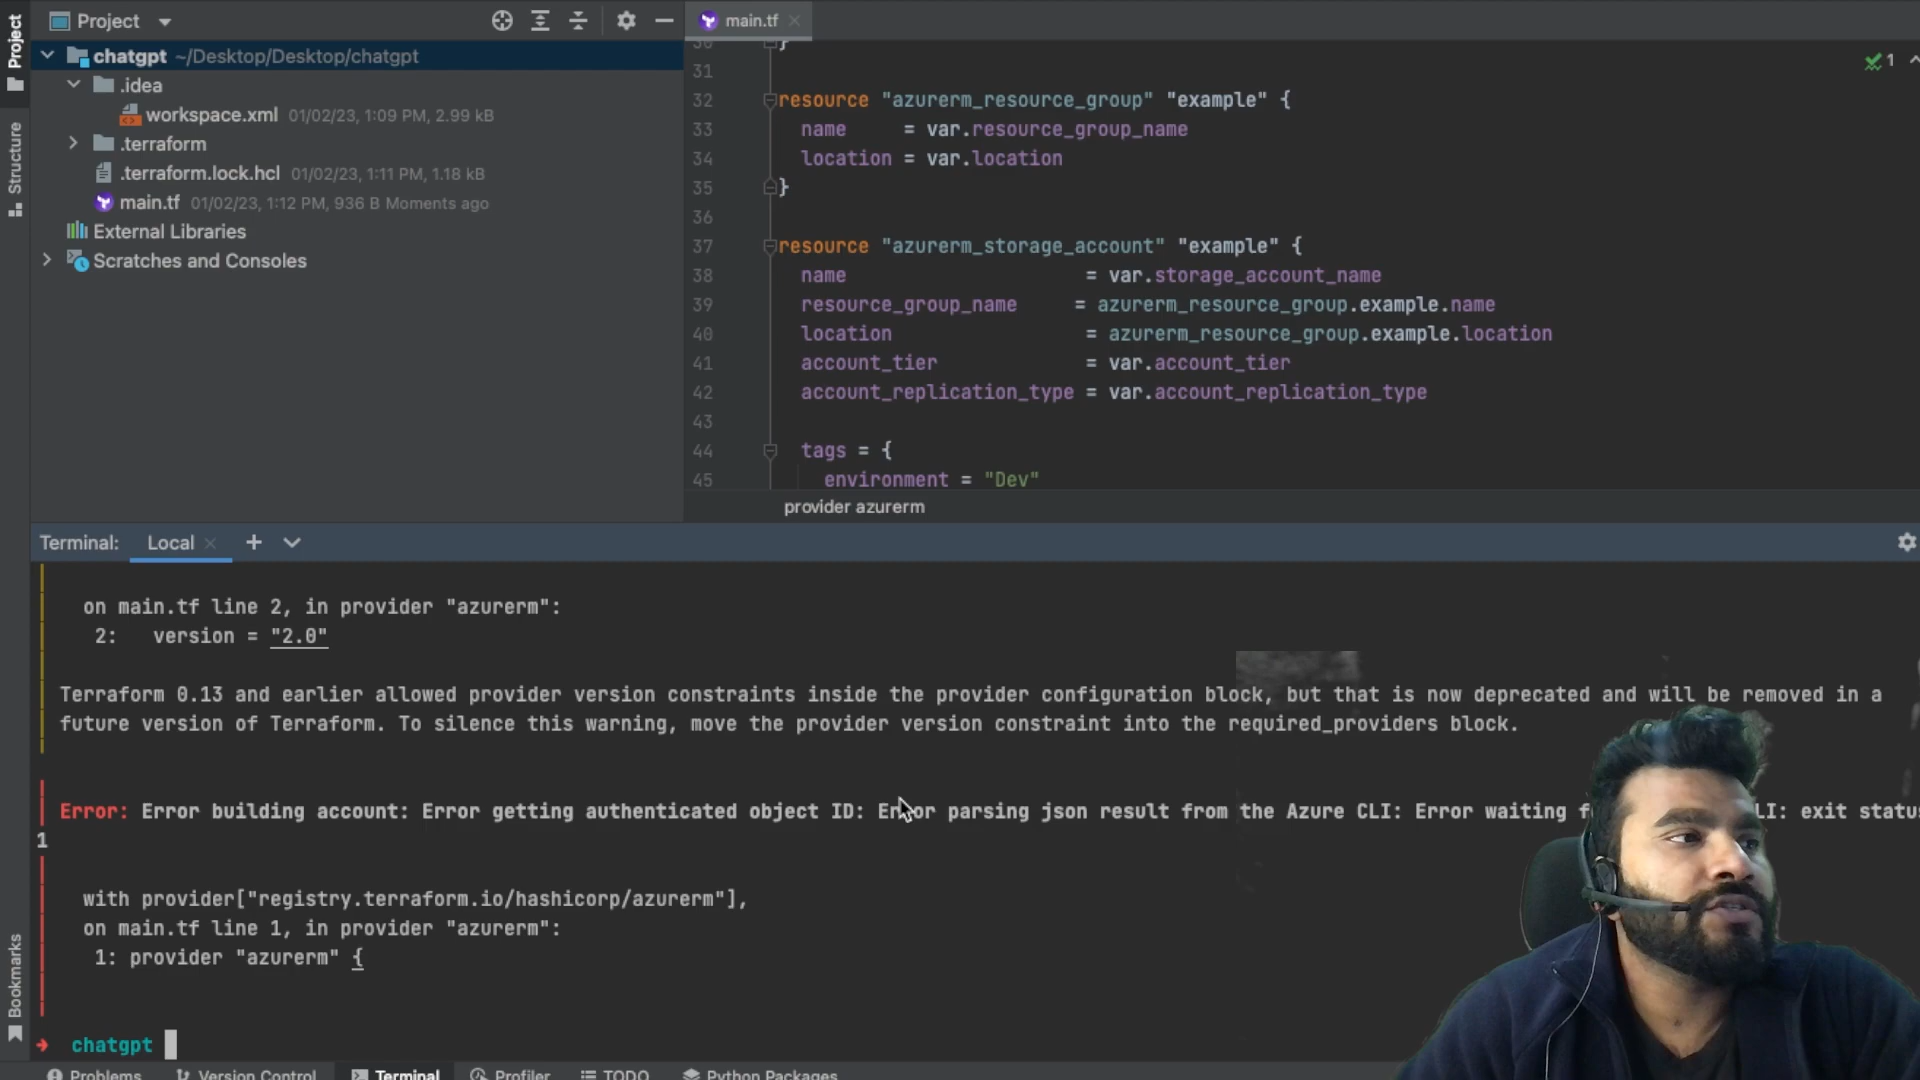 Project
Project
main.tf
chatgpt ~/Desktop/Desktop/chatgpt
.idea
workspace.xml 01/02/23, 1:09 PM, 2.99 kB
.terraform
.terraform.lock.hcl 01/02/23, 1:11 PM, 1.18 kB
main.tf 01/02/23, 1:12 PM, 936 B Moments ago
External Libraries
Scratches and Consoles
Structure
30 }
31
32 resource "azurerm_resource_group" "example" {
33 name = var.resource_group_name
34 location = var.location
35 }
36
37 resource "azurerm_storage_account" "example" {
38 name = var.storage_account_name
39 resource_group_name = azurerm_resource_group.example.name
40 location = azurerm_resource_group.example.location
41 account_tier = var.account_tier
42 account_replication_type = var.account_replication_type
43
44 tags = {
45 environment = "Dev"
1
provider azurerm
Terminal: Local
on main.tf line 2, in provider "azurerm":
2: version = "2.0"
Terraform 0.13 and earlier allowed provider version constraints inside the provider configuration block, but that is now deprecated and will be removed in a
future version of Terraform. To silence this warning, move the provider version constraint into the required_providers block.
Error: Error building account: Error getting authenticated object ID: Error parsing json result from the Azure CLI: Error waiting LI: exit status
1
with provider["registry.terraform.io/hashicorp/azurerm"],
on main.tf line 1, in provider "azurerm":
1: provider "azurerm" {
chatgpt
Bookmarks
Problems Version Control Terminal Profiler TODO Python Packages